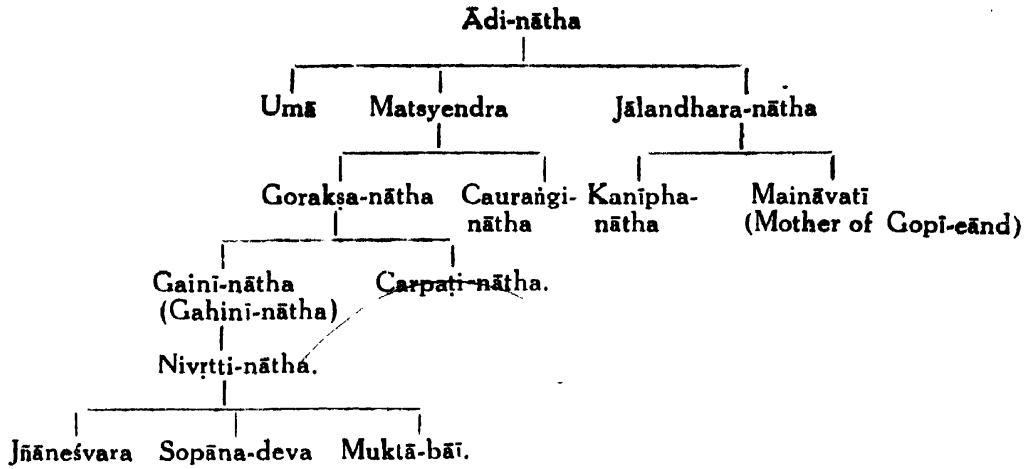 Ādi-nātha
Umā Matsyendra Jālandhara-nātha
Gorakṣa-nātha Cauraṅgi- Kanīpha- Maināvatī
nātha nātha (Mother of Gopī-eānd)
Gainī-nātha Carpaṭi-nātha.
(Gahinī-nātha)
Nivṛtti-nātha.
Jñāneśvara Sopāna-deva Muktā-bāī.